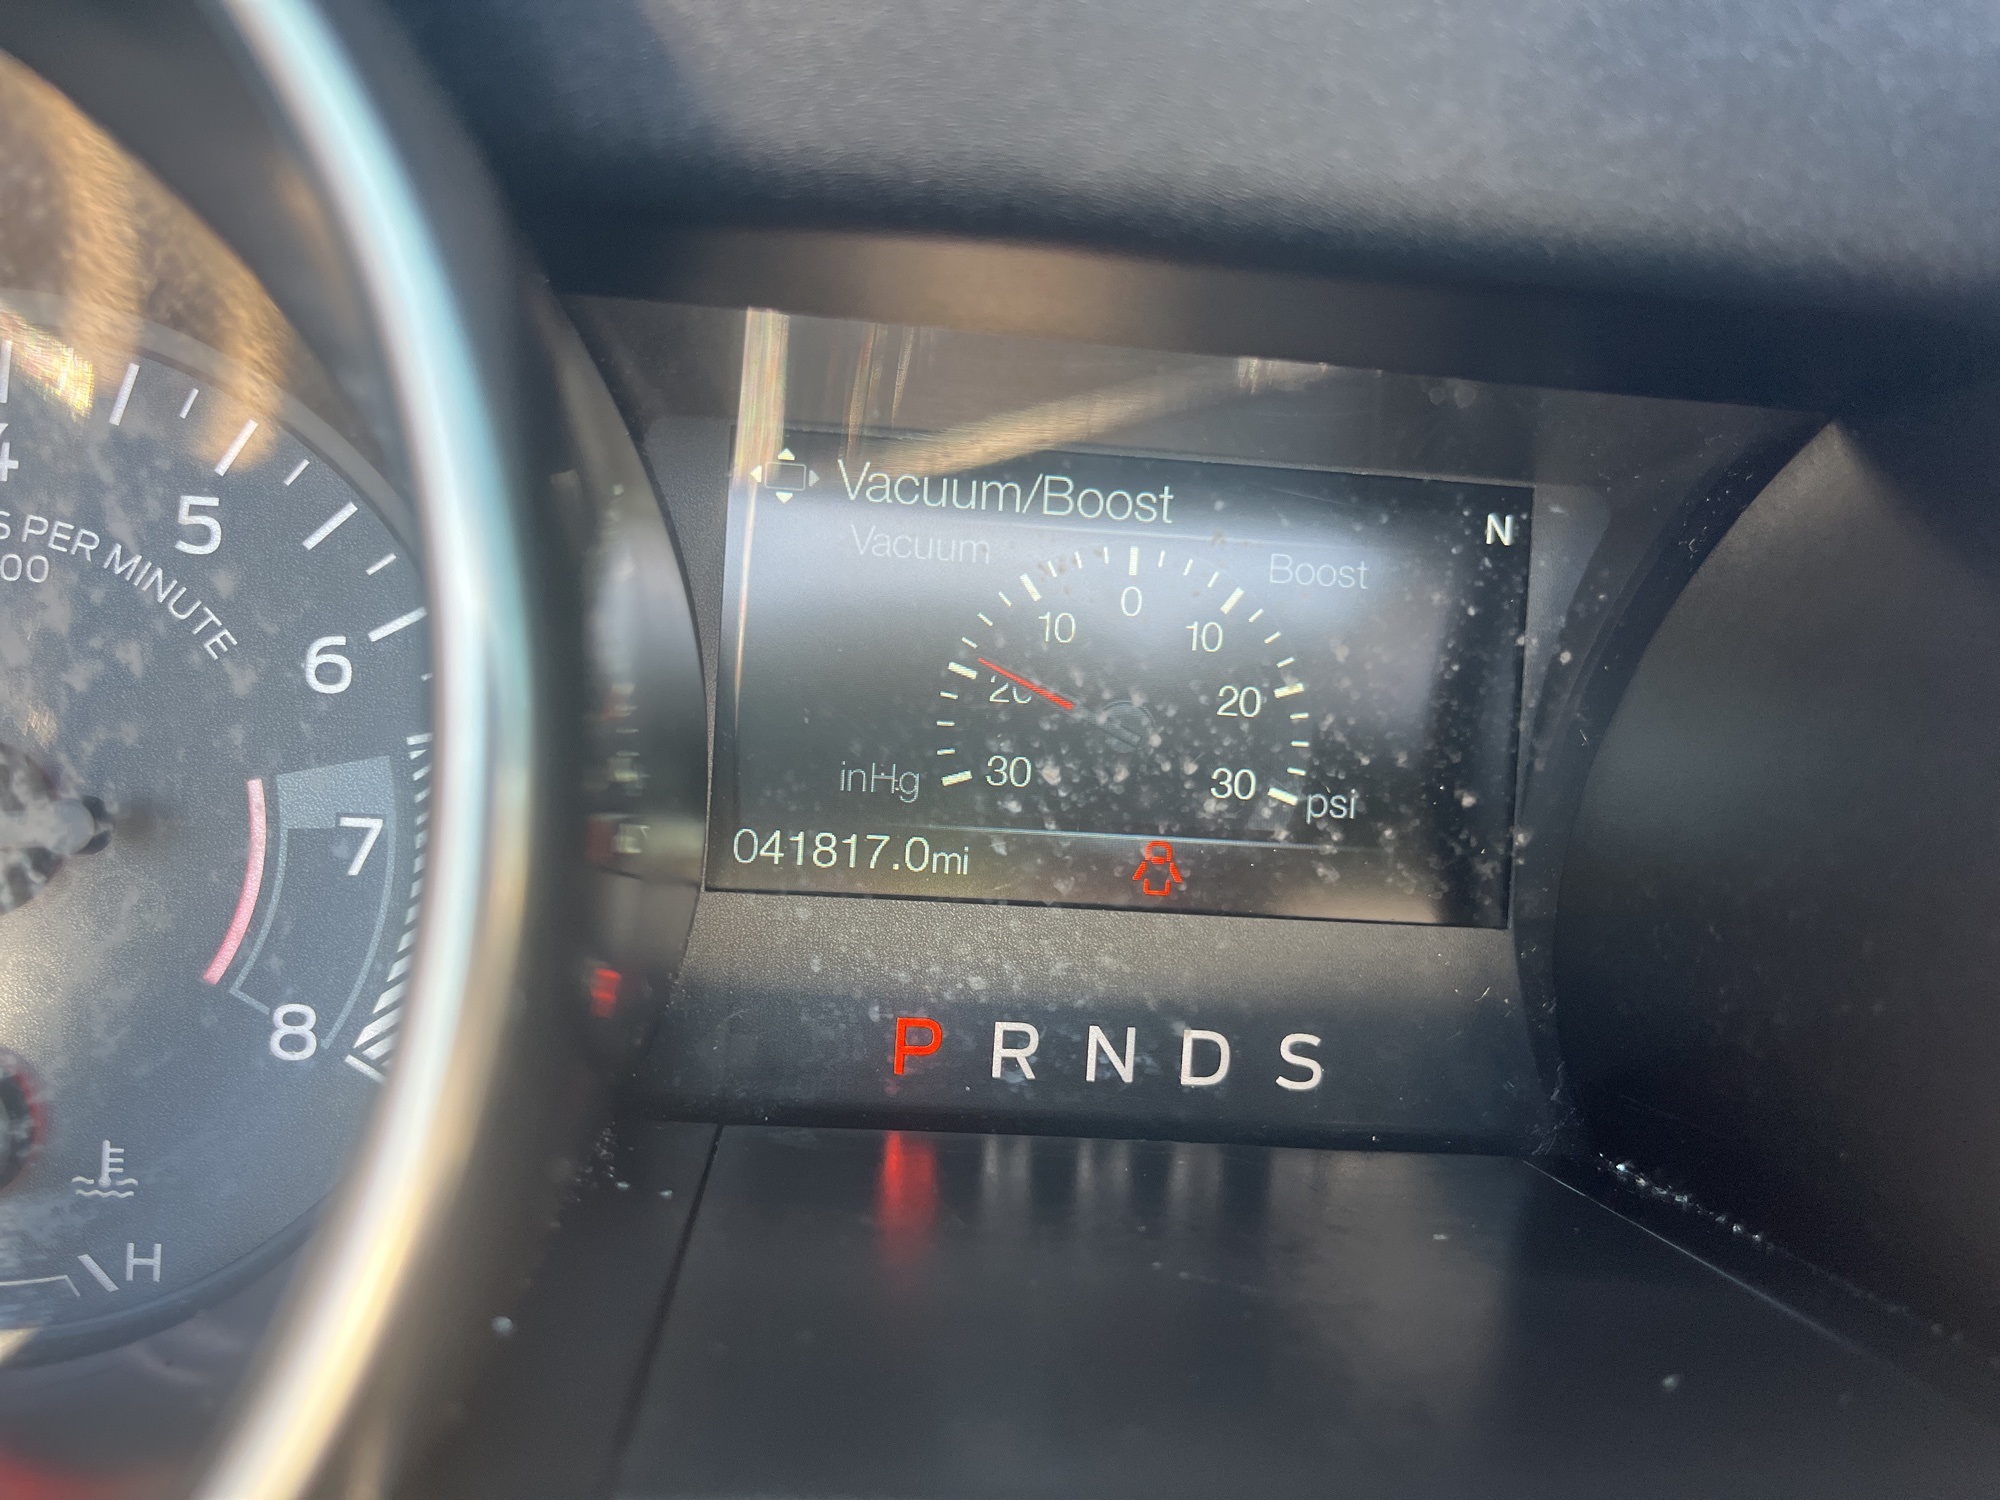 Vacuum/Boost
N
Vacuum
Boost
0
10
10
20
20
30
30
inHg
psi
041817.0mi
P R N D S
4
5
6
7
8
S PER MINUTE
00
H